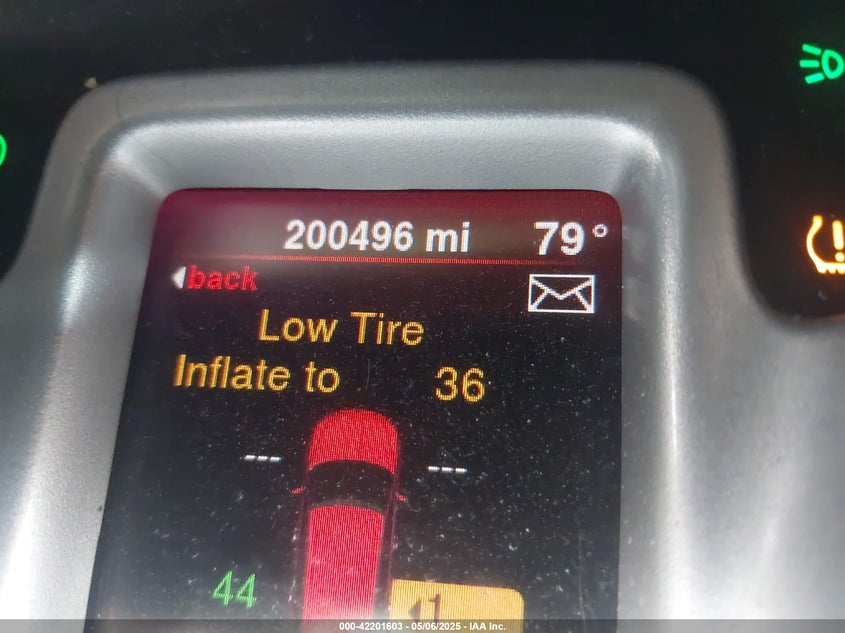 200496 mi 79°
back
Low Tire
Inflate to 36
--- ---
44
000-42201603 - 05/06/2025 - IAA Inc.